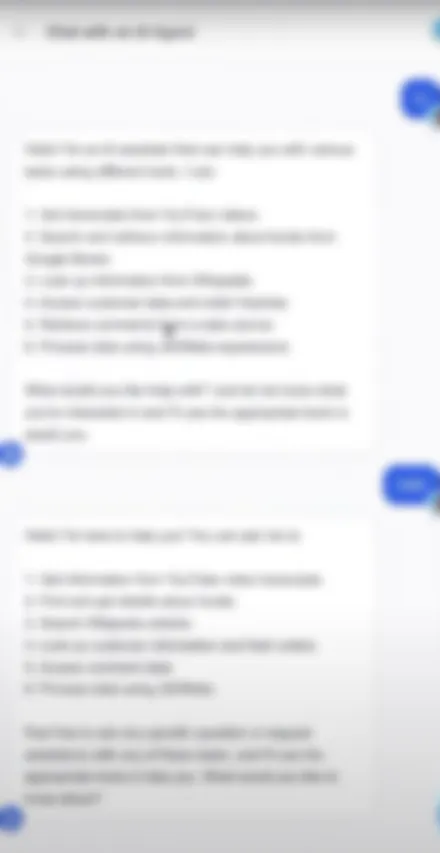 Chat with an AI Agent
Hello! I'm an AI assistant that can help you with various
tasks using different tools. I can:
1. Get transcripts from YouTube videos
2. Search and retrieve information about books from
Google Books
3. Look up information from Wikipedia
4. Access customer data and order histories
5. Retrieve comments from a data source
6. Process data using JSONata expressions
What would you like help with? Just let me know what
you're interested in and I'll use the appropriate tools to
assist you.
Hello! I'm here to help you! You can ask me to:
1. Get information from YouTube video transcripts
2. Find and get details about books
3. Search Wikipedia articles
4. Look up customer information and their orders
5. Access comment data
6. Process data using JSONata
Feel free to ask any specific question or request
assistance with any of these tasks, and I'll use the
appropriate tools to help you. What would you like to
know about?